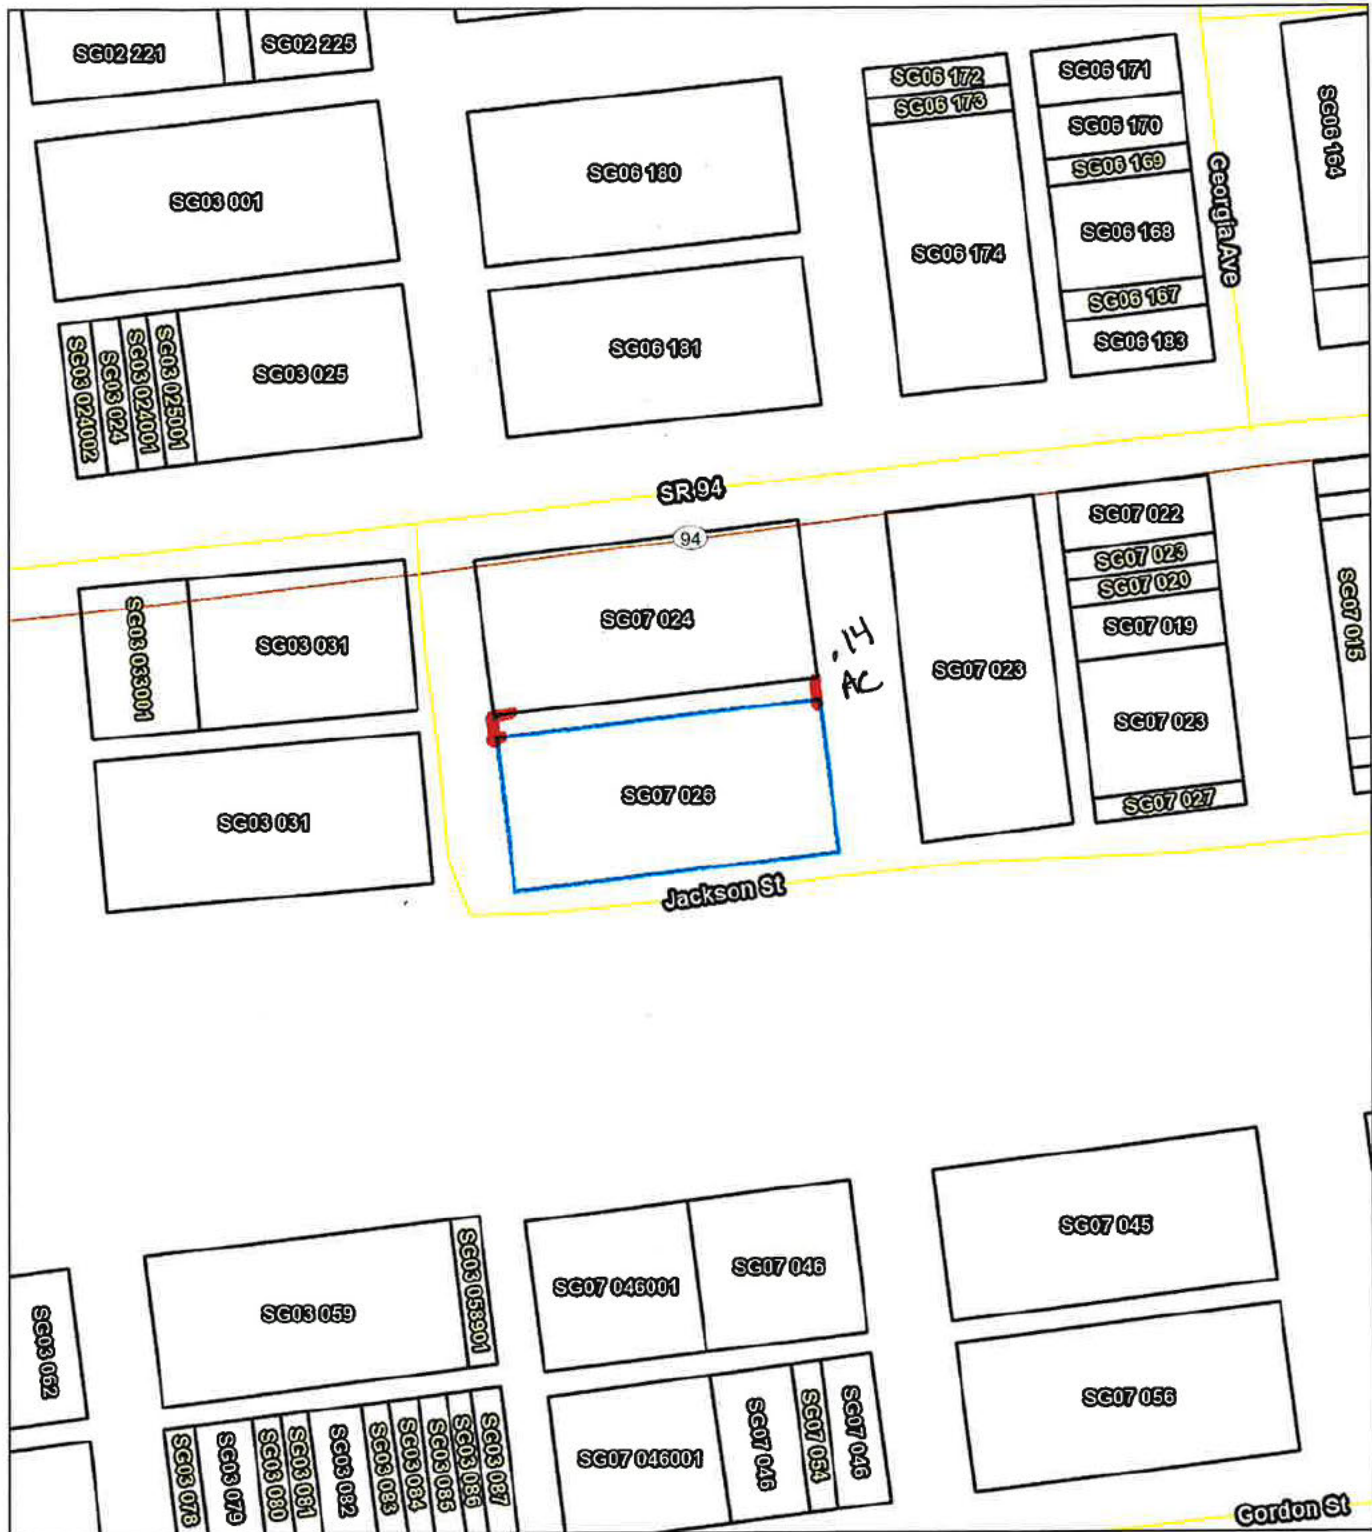 SG02 221
SG02 225
SG06 172
SG06 171
SG06 173
SG06 170
SG06 164
SG06 169
SG03 001
SG06 180
Georgia Ave
SG06 168
SG06 174
SG06 167
SG06 183
SG03 024002
SG03 024
SG03 024001
SG03 025001
SG03 025
SG06 181
SR 94
94
SG07 022
SG07 023
SG07 020
SG07 019
SG07 015
SG03 033001
SG03 031
SG07 024
.14
AC
SG07 023
SG07 023
SG07 027
SG03 031
SG07 026
Jackson St
SG07 045
SG03 062
SG03 059
SG03 058901
SG07 046001
SG07 046
SG07 056
SG03 078
SG03 079
SG03 080
SG03 081
SG03 082
SG03 083
SG03 084
SG03 085
SG03 086
SG03 087
SG07 046001
SG07 046
SG07 054
SG07 046
Gordon St